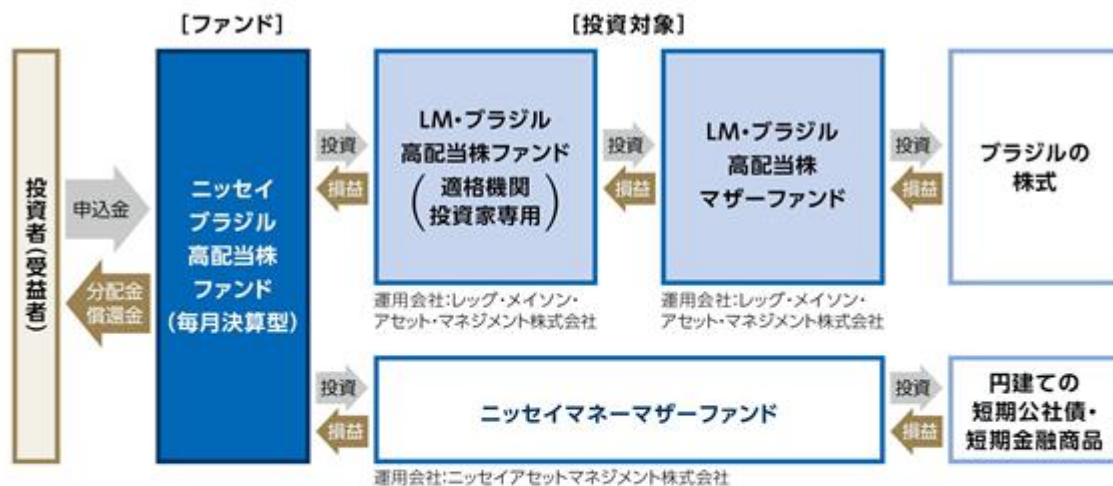 [ファンド]
[投資対象]
投資者(受益者)
申込金
分配金
償還金
ニッセイ
ブラジル
高配当株
ファンド
(毎月決算型)
投資
損益
LM・ブラジル
高配当株ファンド
(適格機関
投資家専用)
運用会社:レッグ・メイソン・
アセット・マネジメント株式会社
投資
損益
LM・ブラジル
高配当株
マザーファンド
運用会社:レッグ・メイソン・
アセット・マネジメント株式会社
投資
損益
ブラジルの
株式
投資
損益
ニッセイマネーマザーファンド
運用会社:ニッセイアセットマネジメント株式会社
投資
損益
円建ての
短期公社債・
短期金融商品